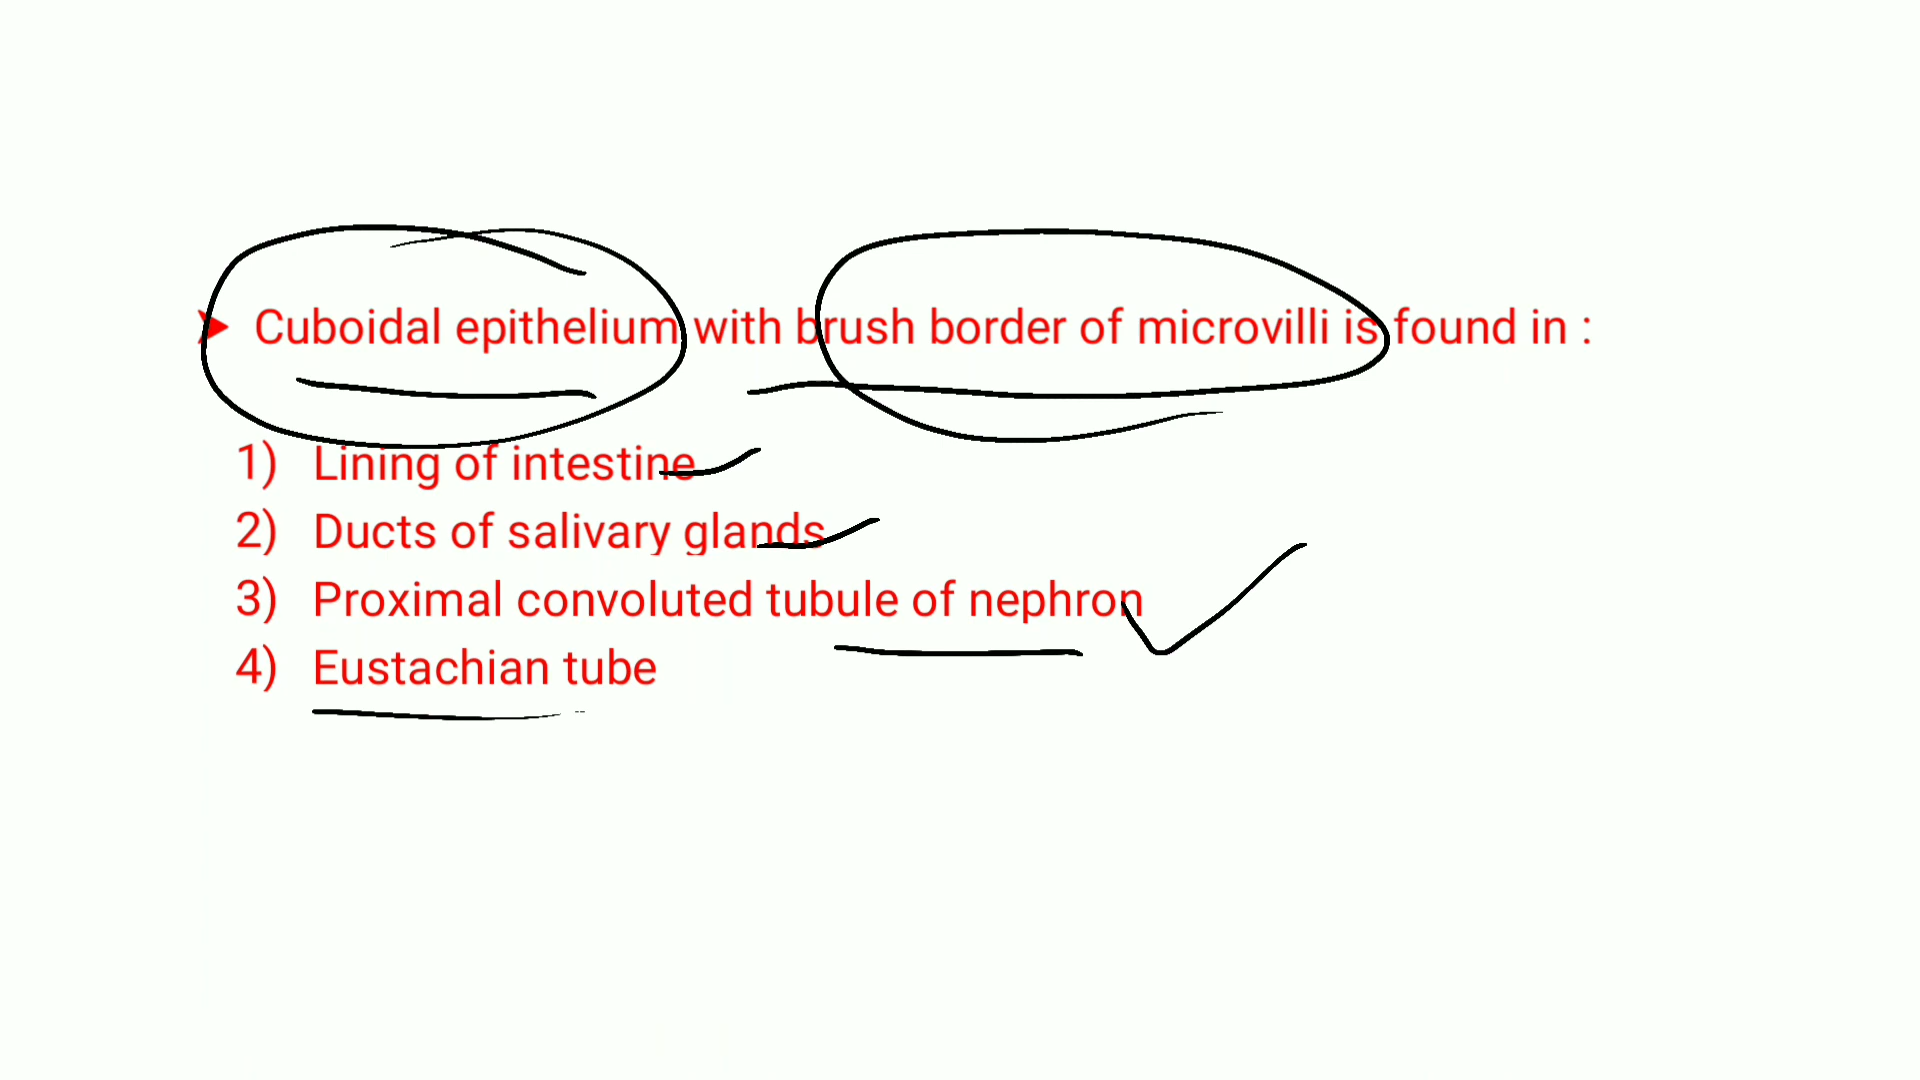 ➤ Cuboidal epithelium with brush border of microvilli is found in :
1) Lining of intestine
2) Ducts of salivary glands
3) Proximal convoluted tubule of nephron
4) Eustachian tube